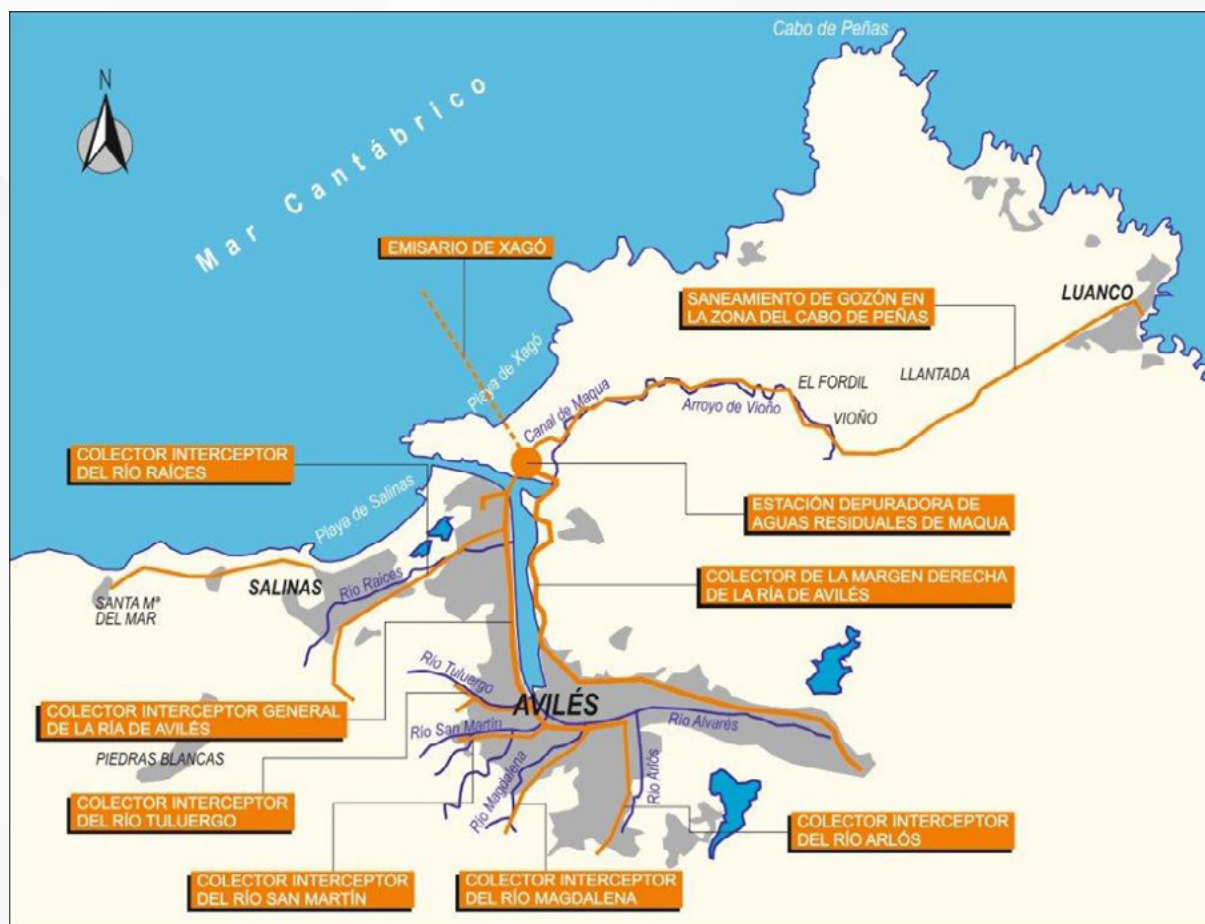 Cabo de Peñas
N
Mar Cantábrico
EMISARIO DE XAGÓ
SANEAMIENTO DE GOZÓN EN
LA ZONA DEL CABO DE PEÑAS
LUANCO
Playa de Xagó
Canal de Maqua
Arroyo de Vioño
EL FORDIL
LLANTADA
VIOÑO
COLECTOR INTERCEPTOR
DEL RÍO RAÍCES
Playa de Salinas
ESTACIÓN DEPURADORA DE
AGUAS RESIDUALES DE MAQUA
COLECTOR DE LA MARGEN DERECHA
DE LA RÍA DE AVILÉS
SANTA Mª
DEL MAR
SALINAS
Río Raíces
Río Tuluergo
AVILÉS
Río Alvarés
COLECTOR INTERCEPTOR GENERAL
DE LA RÍA DE AVILÉS
Río San Martín
PIEDRAS BLANCAS
Río Magdalena
Río Arlós
COLECTOR INTERCEPTOR
DEL RÍO TULUERGO
COLECTOR INTERCEPTOR
DEL RÍO ARLÓS
COLECTOR INTERCEPTOR
DEL RÍO SAN MARTÍN
COLECTOR INTERCEPTOR
DEL RÍO MAGDALENA